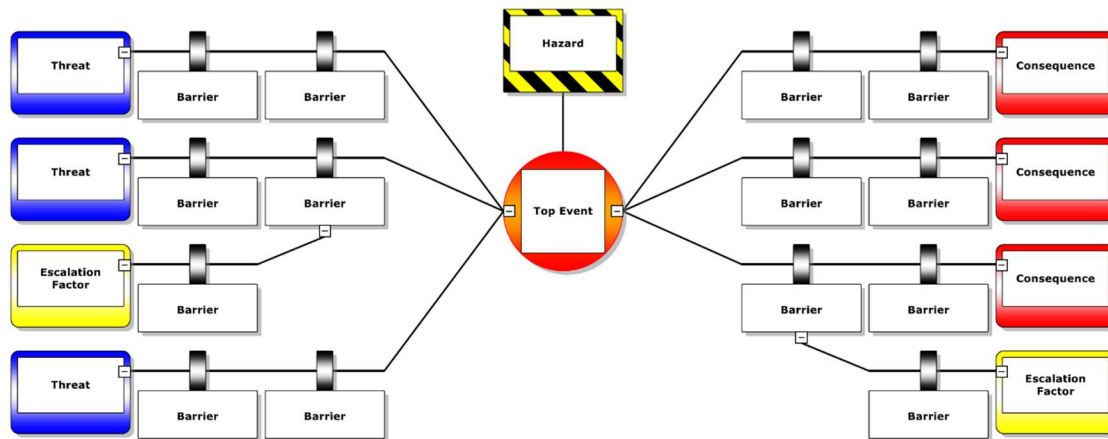 Hazard
Threat
Barrier
Barrier
Barrier
Barrier
Consequence
Threat
Barrier
Barrier
Top Event
Barrier
Barrier
Consequence
Escalation
Factor
Barrier
Barrier
Barrier
Consequence
Threat
Barrier
Barrier
Barrier
Escalation
Factor